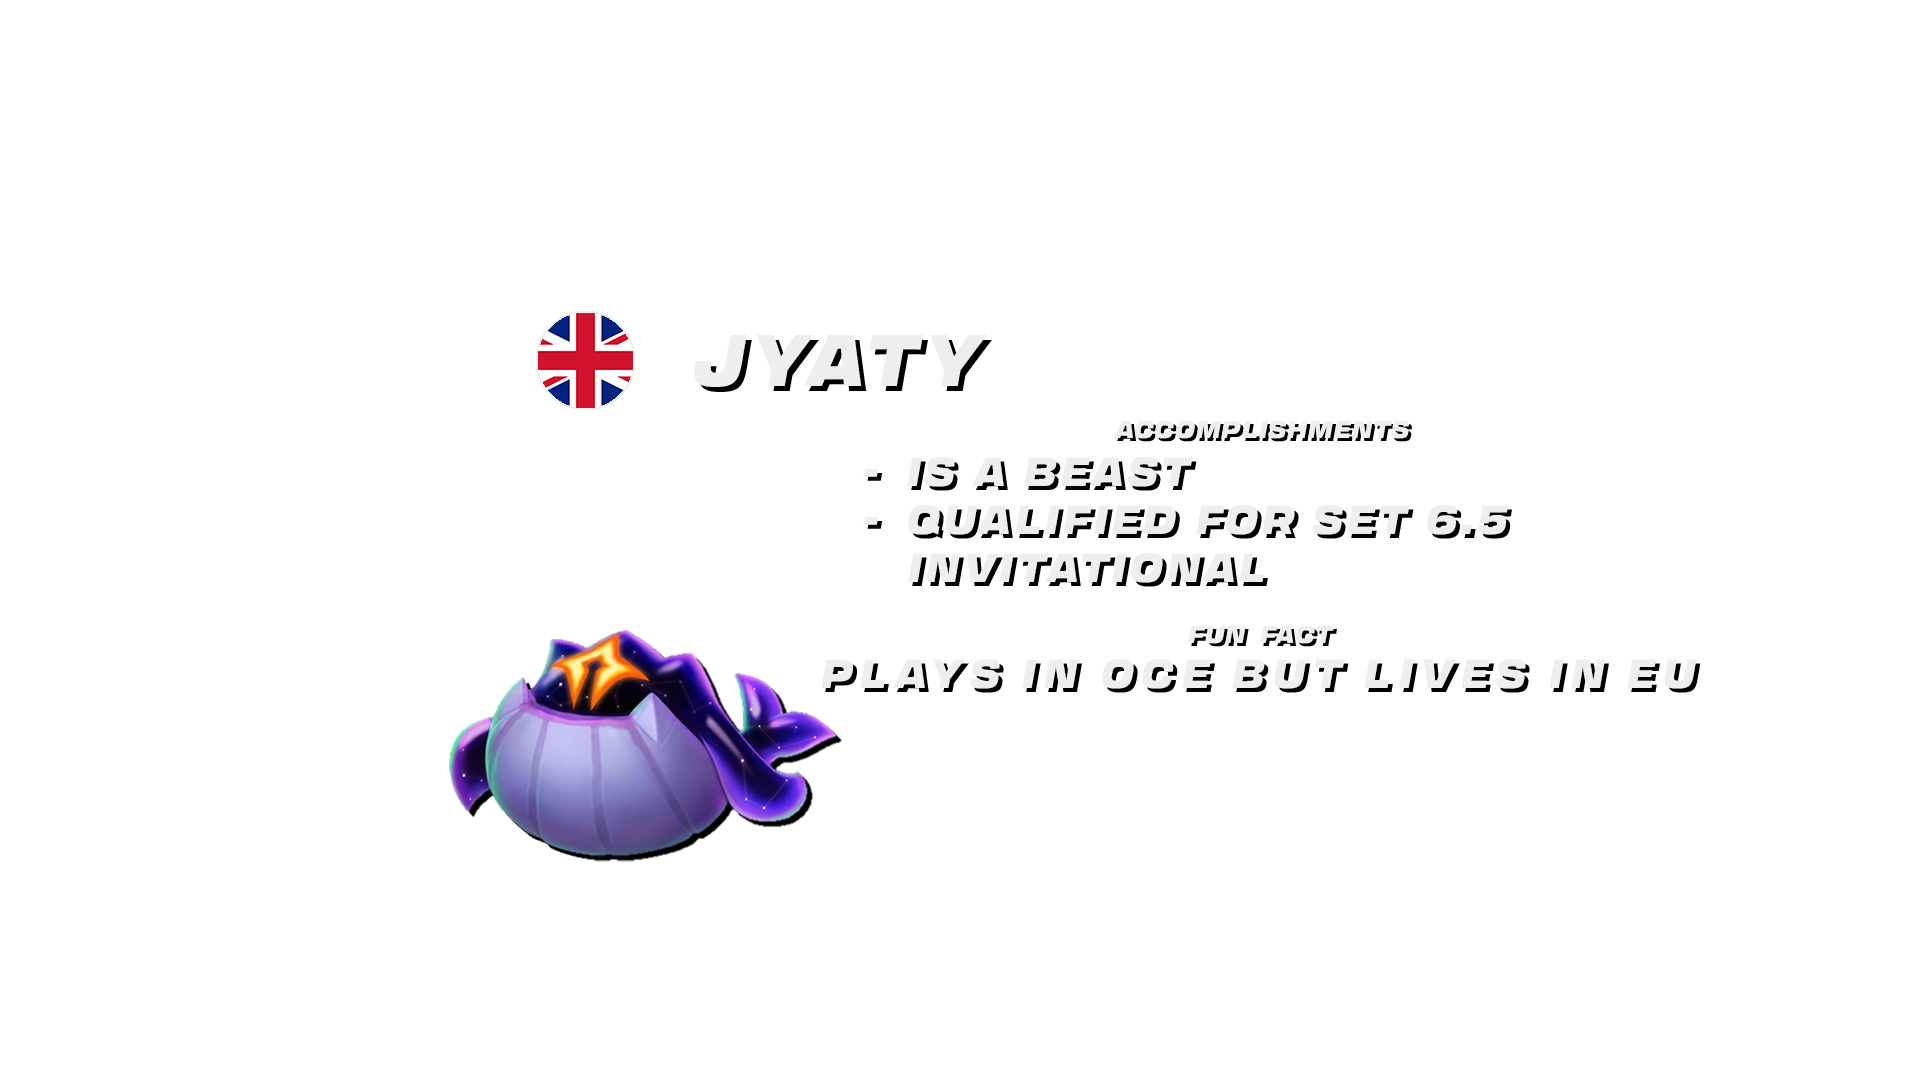 JYATY
ACCOMPLISHMENTS
- IS A BEAST
- QUALIFIED FOR SET 6.5
INVITATIONAL
FUN FACT
PLAYS IN OCE BUT LIVES IN EU